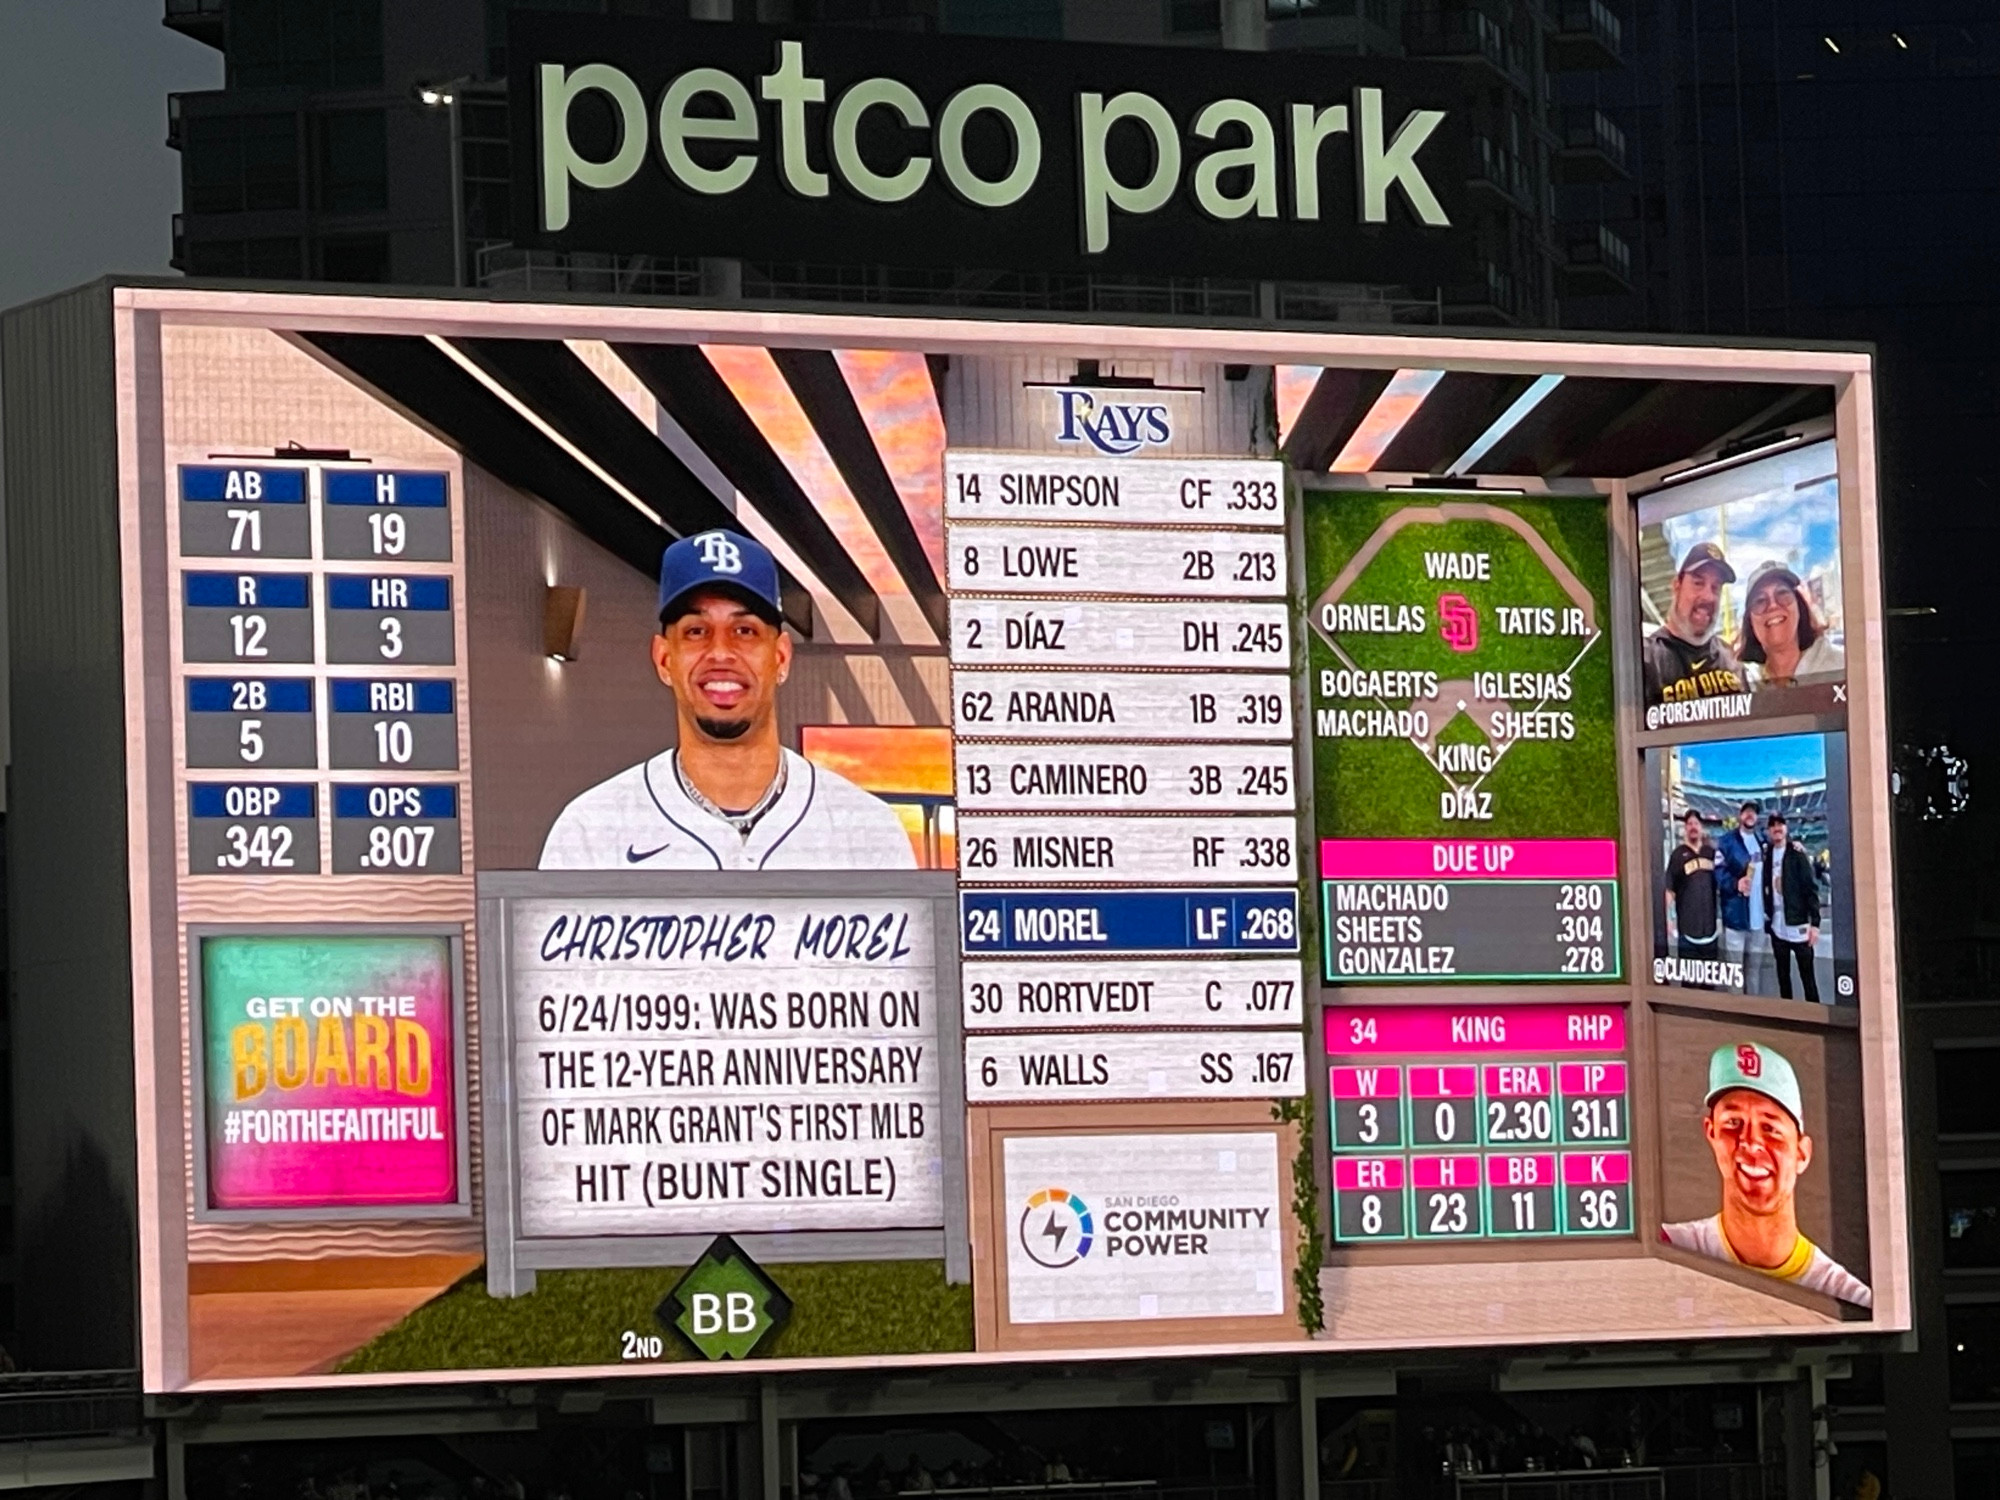 petco park
AB
71
H
19
R
12
HR
3
2B
5
RBI
10
OBP
.342
OPS
.807
GET ON THE
BOARD
#FORTHEFAITHFUL
TB
CHRISTOPHER MOREL
6/24/1999: WAS BORN ON
THE 12-YEAR ANNIVERSARY
OF MARK GRANT'S FIRST MLB
HIT (BUNT SINGLE)
2ND
BB
RAYS
14 SIMPSON CF .333
8 LOWE 2B .213
2 DÍAZ DH .245
62 ARANDA 1B .319
13 CAMINERO 3B .245
26 MISNER RF .338
24 MOREL LF .268
30 RORTVEDT C .077
6 WALLS SS .167
SAN DIEGO
COMMUNITY
POWER
WADE
ORNELAS SD TATIS JR.
BOGAERTS IGLESIAS
MACHADO SHEETS
KING
DÍAZ
DUE UP
MACHADO .280
SHEETS .304
GONZALEZ .278
34 KING RHP
W L ERA IP
3 0 2.30 31.1
ER H BB K
8 23 11 36
SAN DIEGO
@FOREXWITHJAY X
@CLAUDEEA75
SD